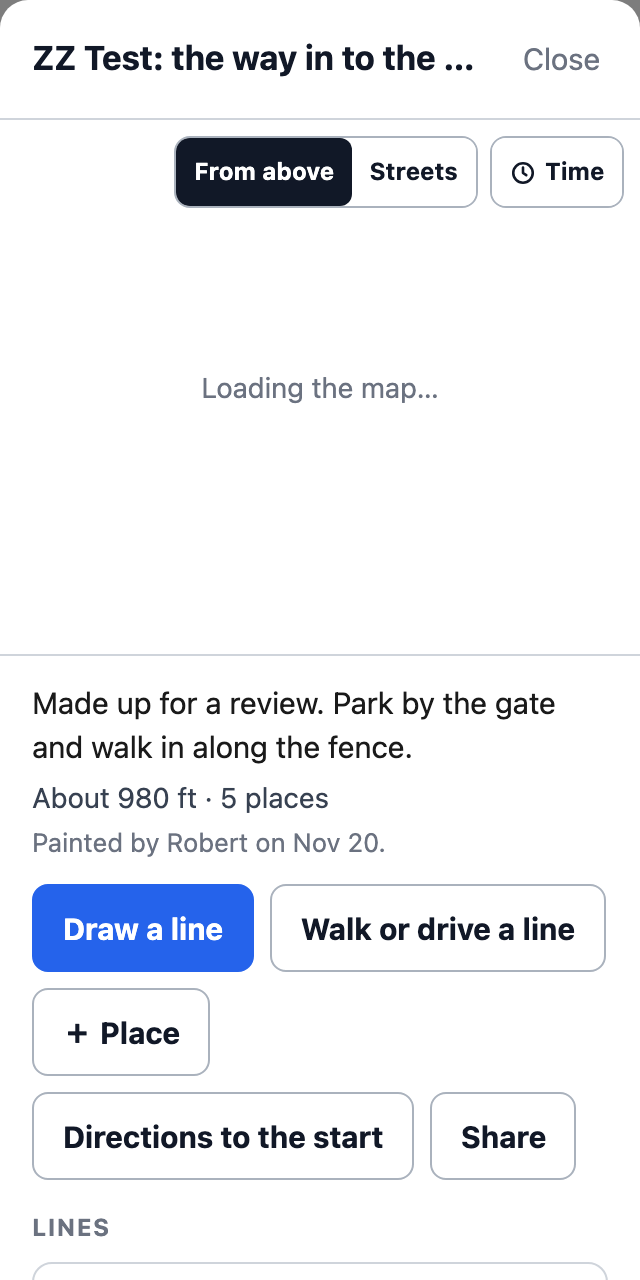 ZZ Test: the way in to the ...
Close
From above
Streets
Time
Loading the map...
Made up for a review. Park by the gate
and walk in along the fence.
About 980 ft · 5 places
Painted by Robert on Nov 20.
Draw a line
Walk or drive a line
+ Place
Directions to the start
Share
LINES